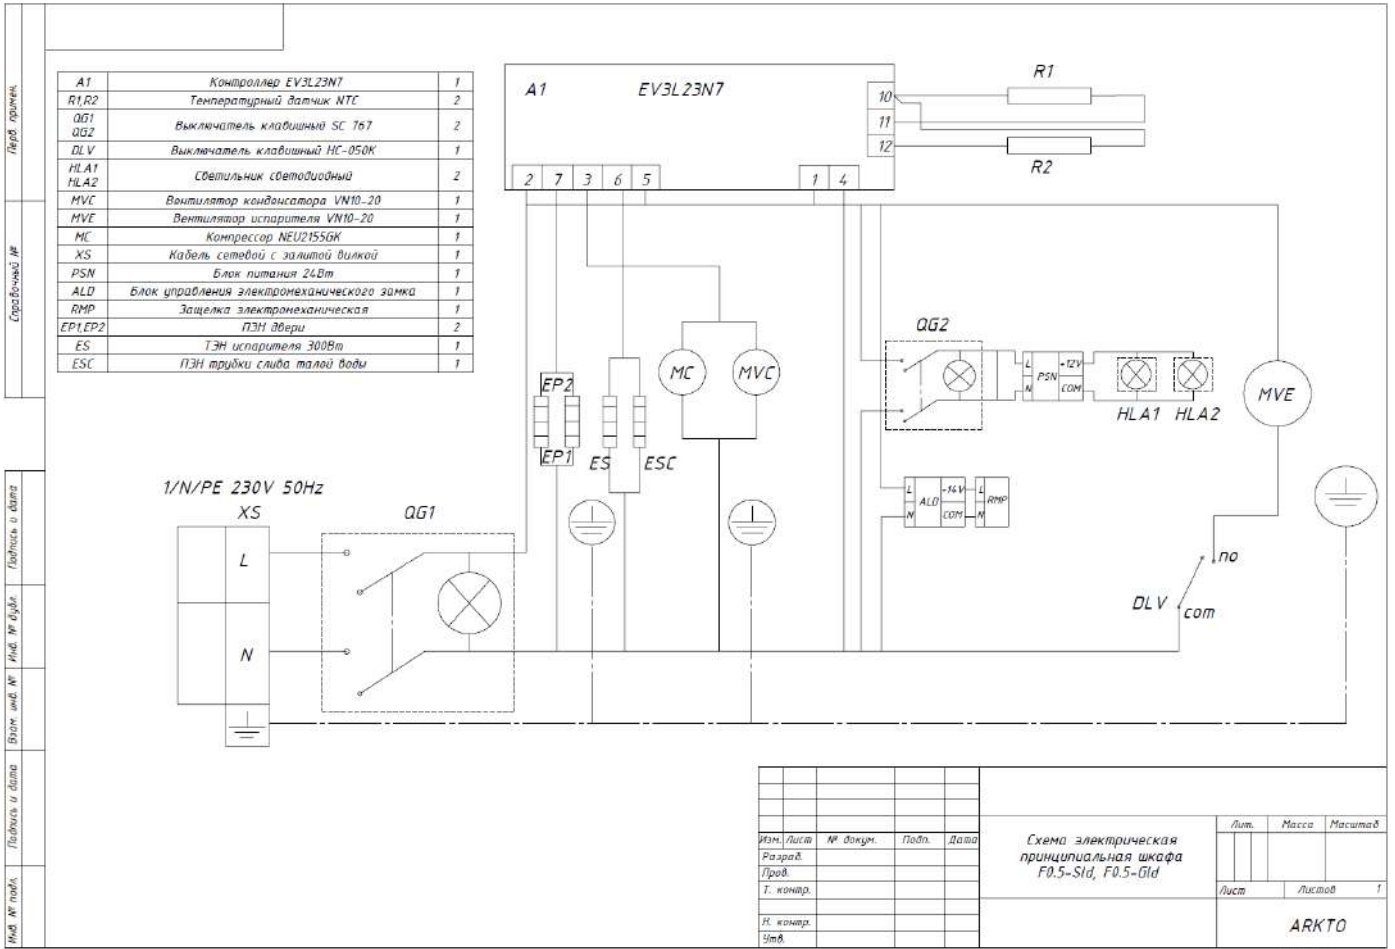 Перв. примен.
Справочный №
Подпись и дата
Инв. № дубл.
Взам. инв. №
Подпись и дата
Инв. № подл.
A1 Контроллер EV3L23N7 1
R1,R2 Температурный датчик NTC 2
QG1
QG2 Выключатель клавишный SC 767 2
DLV Выключатель клавишный HC-050K 1
HLA1
HLA2 Светильник светодиодный 2
MVC Вентилятор конденсатора VN10-20 1
MVE Вентилятор испарителя VN10-20 1
MC Компрессор NEU2155GK 1
XS Кабель сетевой с залитой вилкой 1
PSN Блок питания 24Вт 1
ALD Блок управления электромеханического замка 1
RMP Защелка электромеханическая 1
EP1,EP2 ПЭН двери 2
ES ТЭН испарителя 300Вт 1
ESC ПЭН трубки слива талой воды 1
A1 EV3L23N7
10
11
12
R1
R2
2 7 3 6 5 1 4
QG2
MC MVC
EP2
EP1
ES ESC
L PSN +12V
N COM
HLA1 HLA2
MVE
L ALD -14V L RMP
N COM N
1/N/PE 230V 50Hz
XS
L
N
QG1
no
DLV
com
Изм. Лист № докум. Подп. Дата
Разраб.
Пров.
Т. контр.
Н. контр.
Утв.
Схема электрическая
принципиальная шкафа
F0.5-Sld, F0.5-Gld
Лит. Масса Масштаб
Лист Листов 1
ARKTO